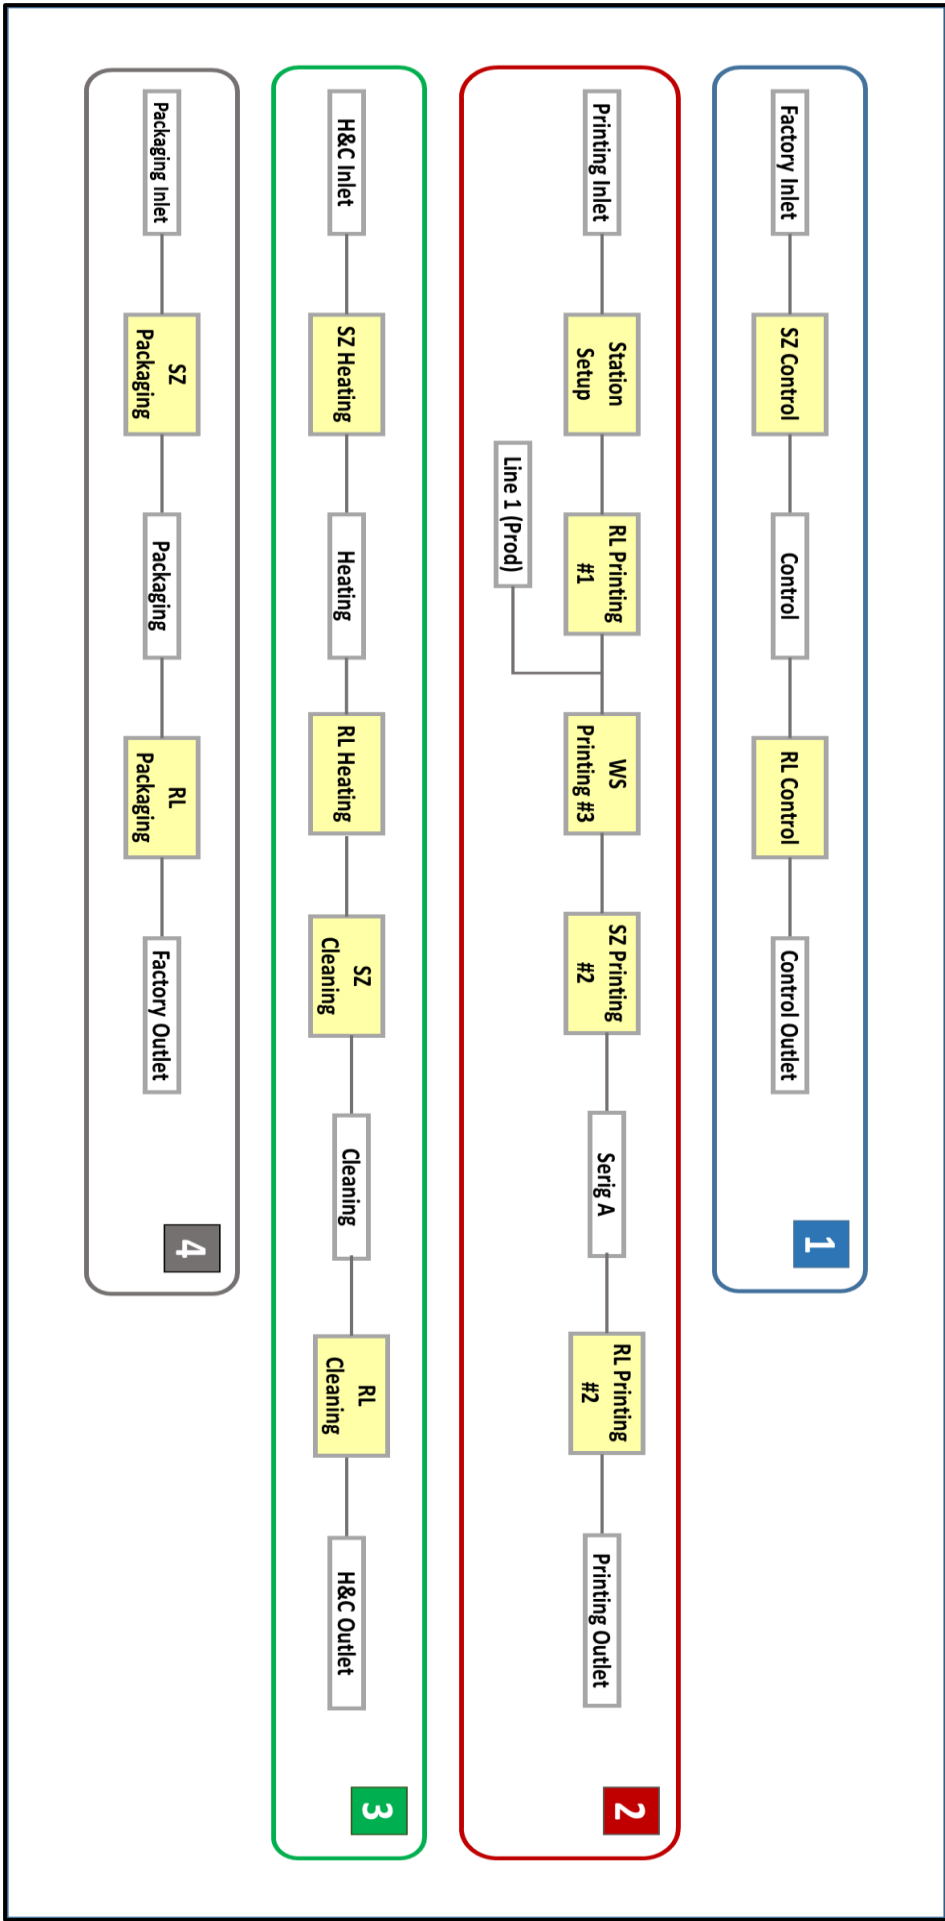 Factory Inlet
SZ Control
Control
RL Control
Control Outlet
1
Printing Inlet
Station
Setup
RL Printing
#1
Line 1 (Prod)
WS
Printing #3
SZ Printing
#2
Serig A
RL Printing
#2
Printing Outlet
2
H&C Inlet
SZ Heating
Heating
RL Heating
SZ
Cleaning
Cleaning
RL
Cleaning
H&C Outlet
3
Packaging Inlet
SZ
Packaging
Packaging
RL
Packaging
Factory Outlet
4